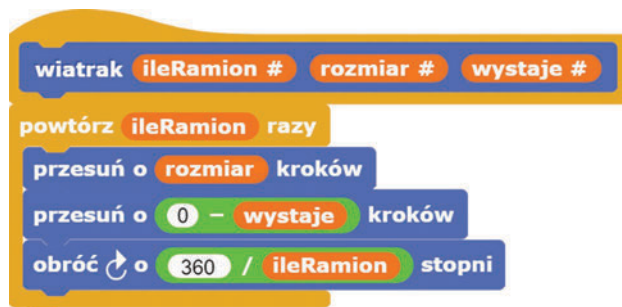 wiatrak ileRamion # rozmiar # wystaje #
powtórz ileRamion razy
przesuń o rozmiar kroków
przesuń o 0 − wystaje kroków
obróć ↻ o 360 / ileRamion stopni